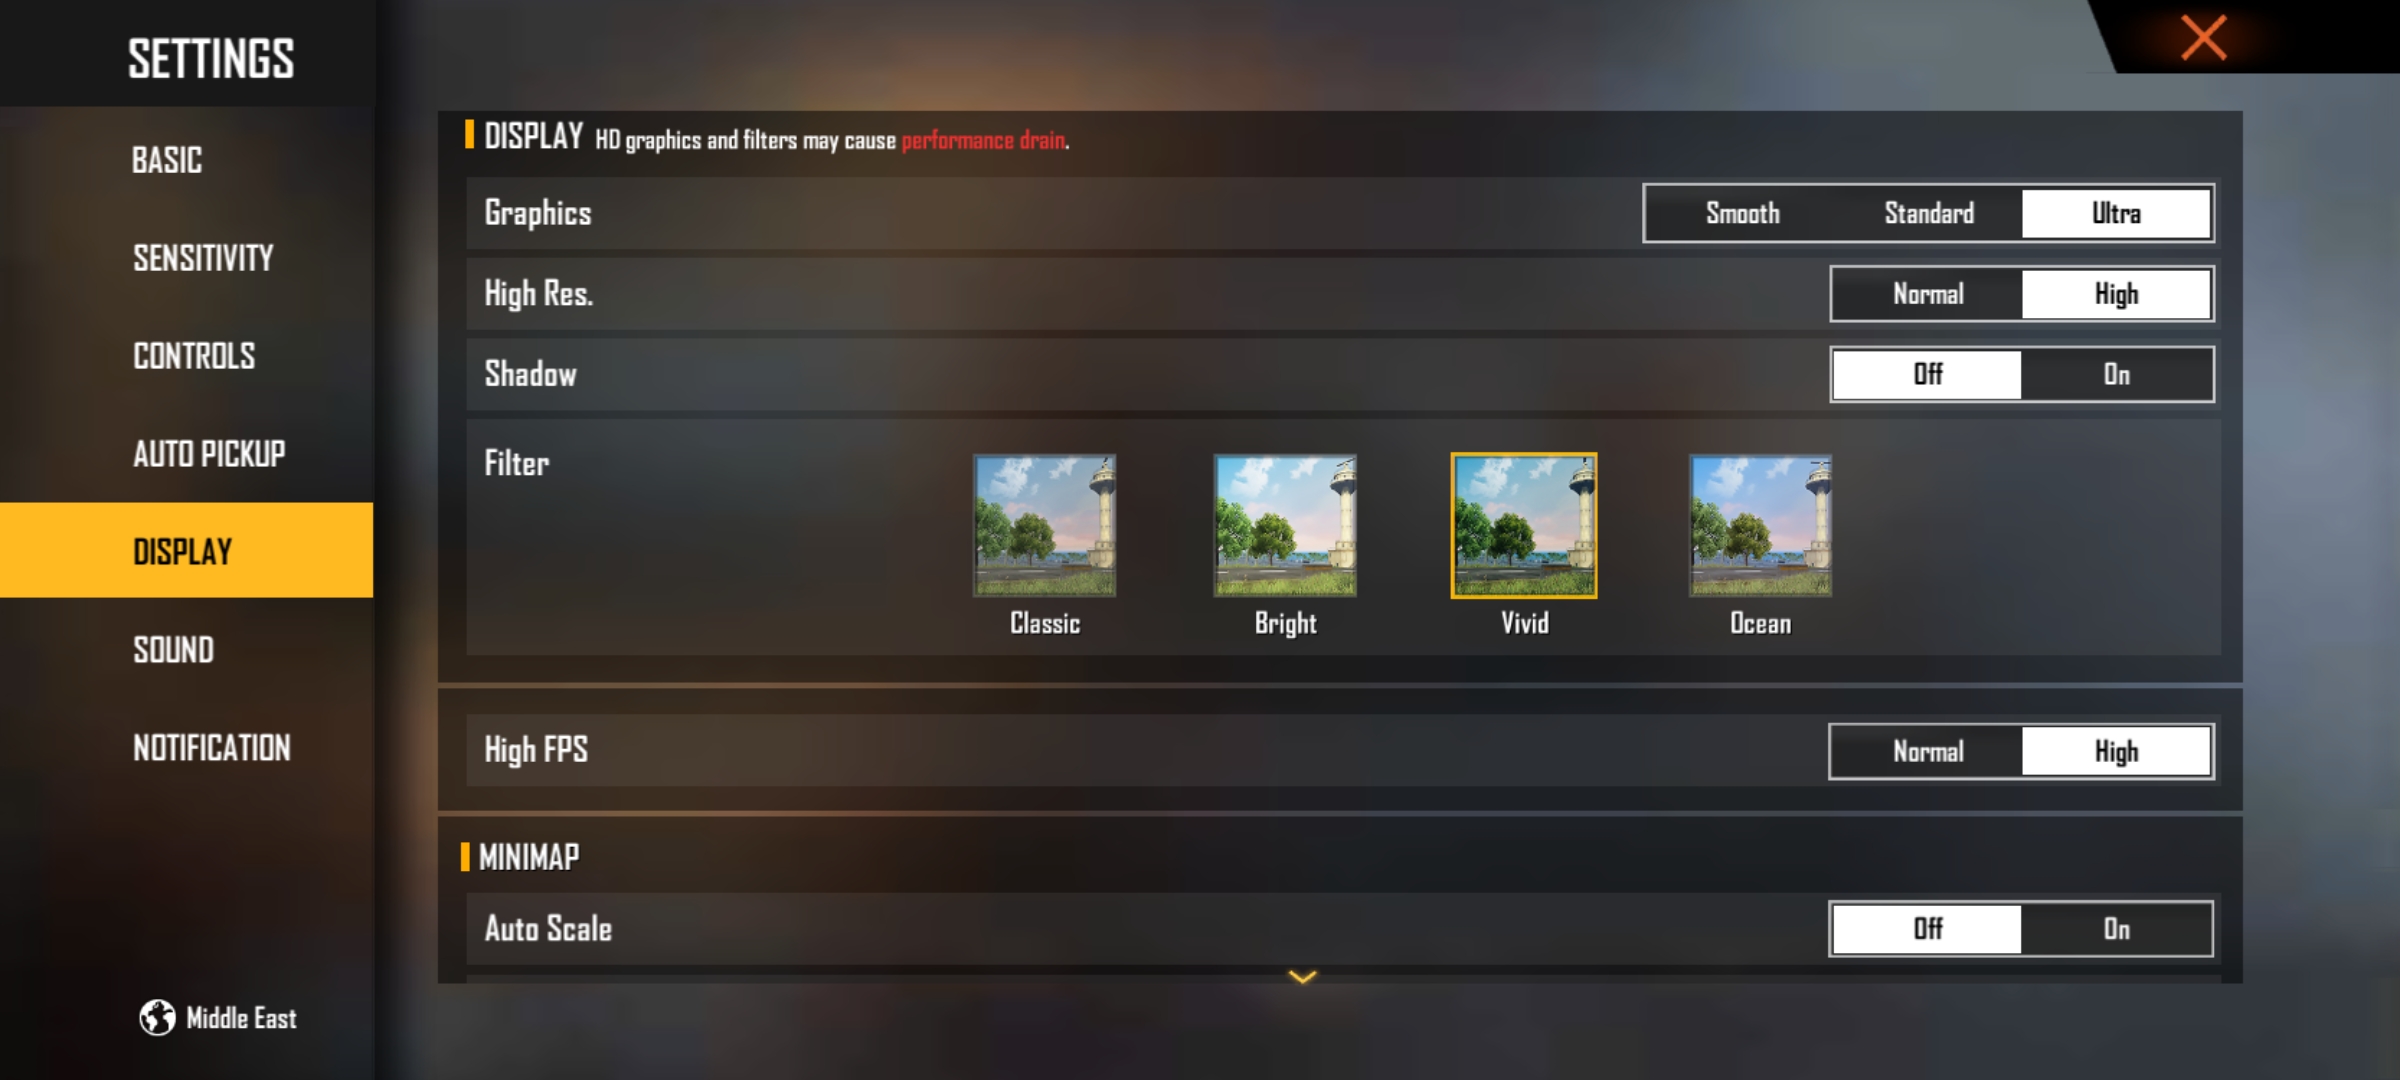 SETTINGS
BASIC
SENSITIVITY
CONTROLS
AUTO PICKUP
DISPLAY
SOUND
NOTIFICATION
Middle East
DISPLAY HD graphics and filters may cause performance drain.
Graphics Smooth Standard Ultra
High Res. Normal High
Shadow Off On
Filter
Classic Bright Vivid Ocean
High FPS Normal High
MINIMAP
Auto Scale Off On